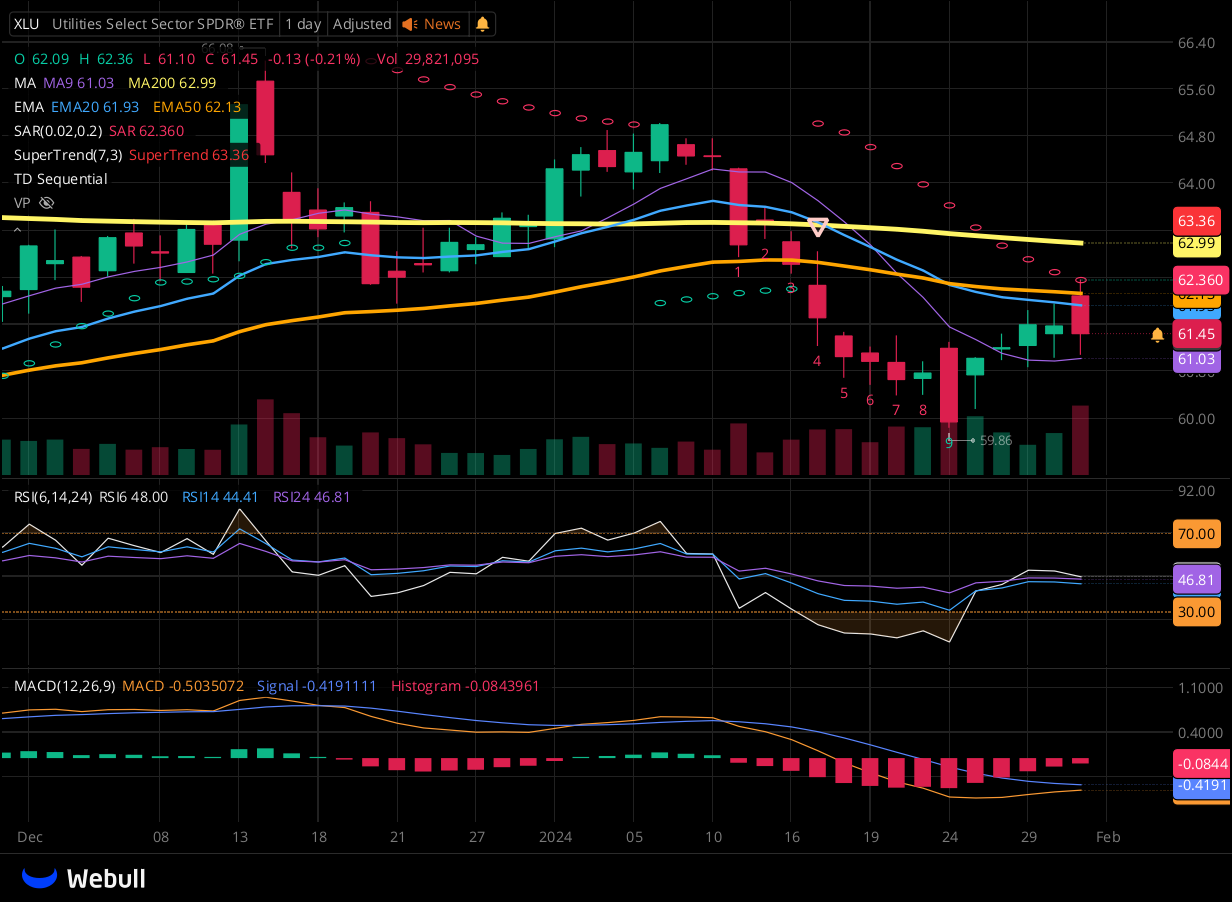 XLU Utilities Select Sector SPDR® ETF 1 day Adjusted News
66.98
O 62.09 H 62.36 L 61.10 C 61.45 -0.13 (-0.21%) Vol 29,821,095
MA MA9 61.03 MA200 62.99
EMA EMA20 61.93 EMA50 62.13
SAR(0.02,0.2) SAR 62.360
SuperTrend(7,3) SuperTrend 63.36
TD Sequential
VP
66.40
65.60
64.80
64.00
63.36
62.99
62.360
61.45
61.03
60.00
1
2
3
4
5
6
7
8
9
59.86
RSI(6,14,24) RSI6 48.00 RSI14 44.41 RSI24 46.81
92.00
70.00
46.81
30.00
MACD(12,26,9) MACD -0.5035072 Signal -0.4191111 Histogram -0.0843961
1.1000
0.4000
-0.0844
-0.4191
Dec 08 13 18 21 27 2024 05 10 16 19 24 29 Feb
Webull